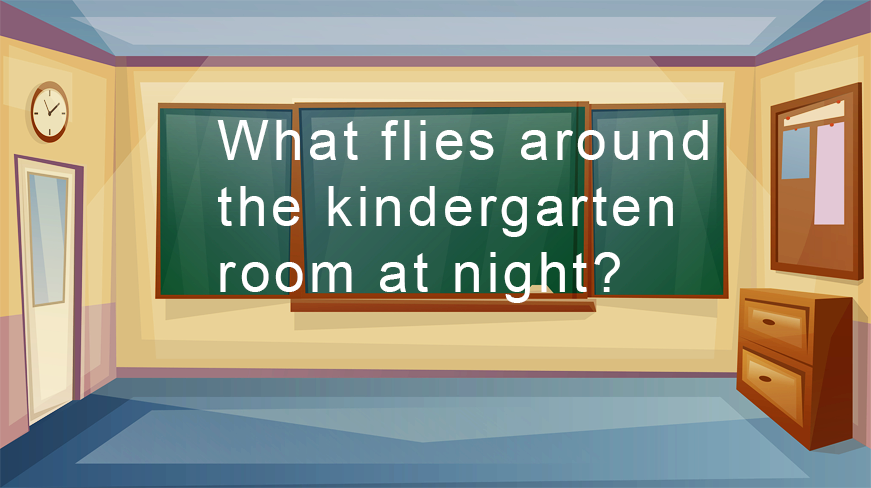 What flies around
the kindergarten
room at night?